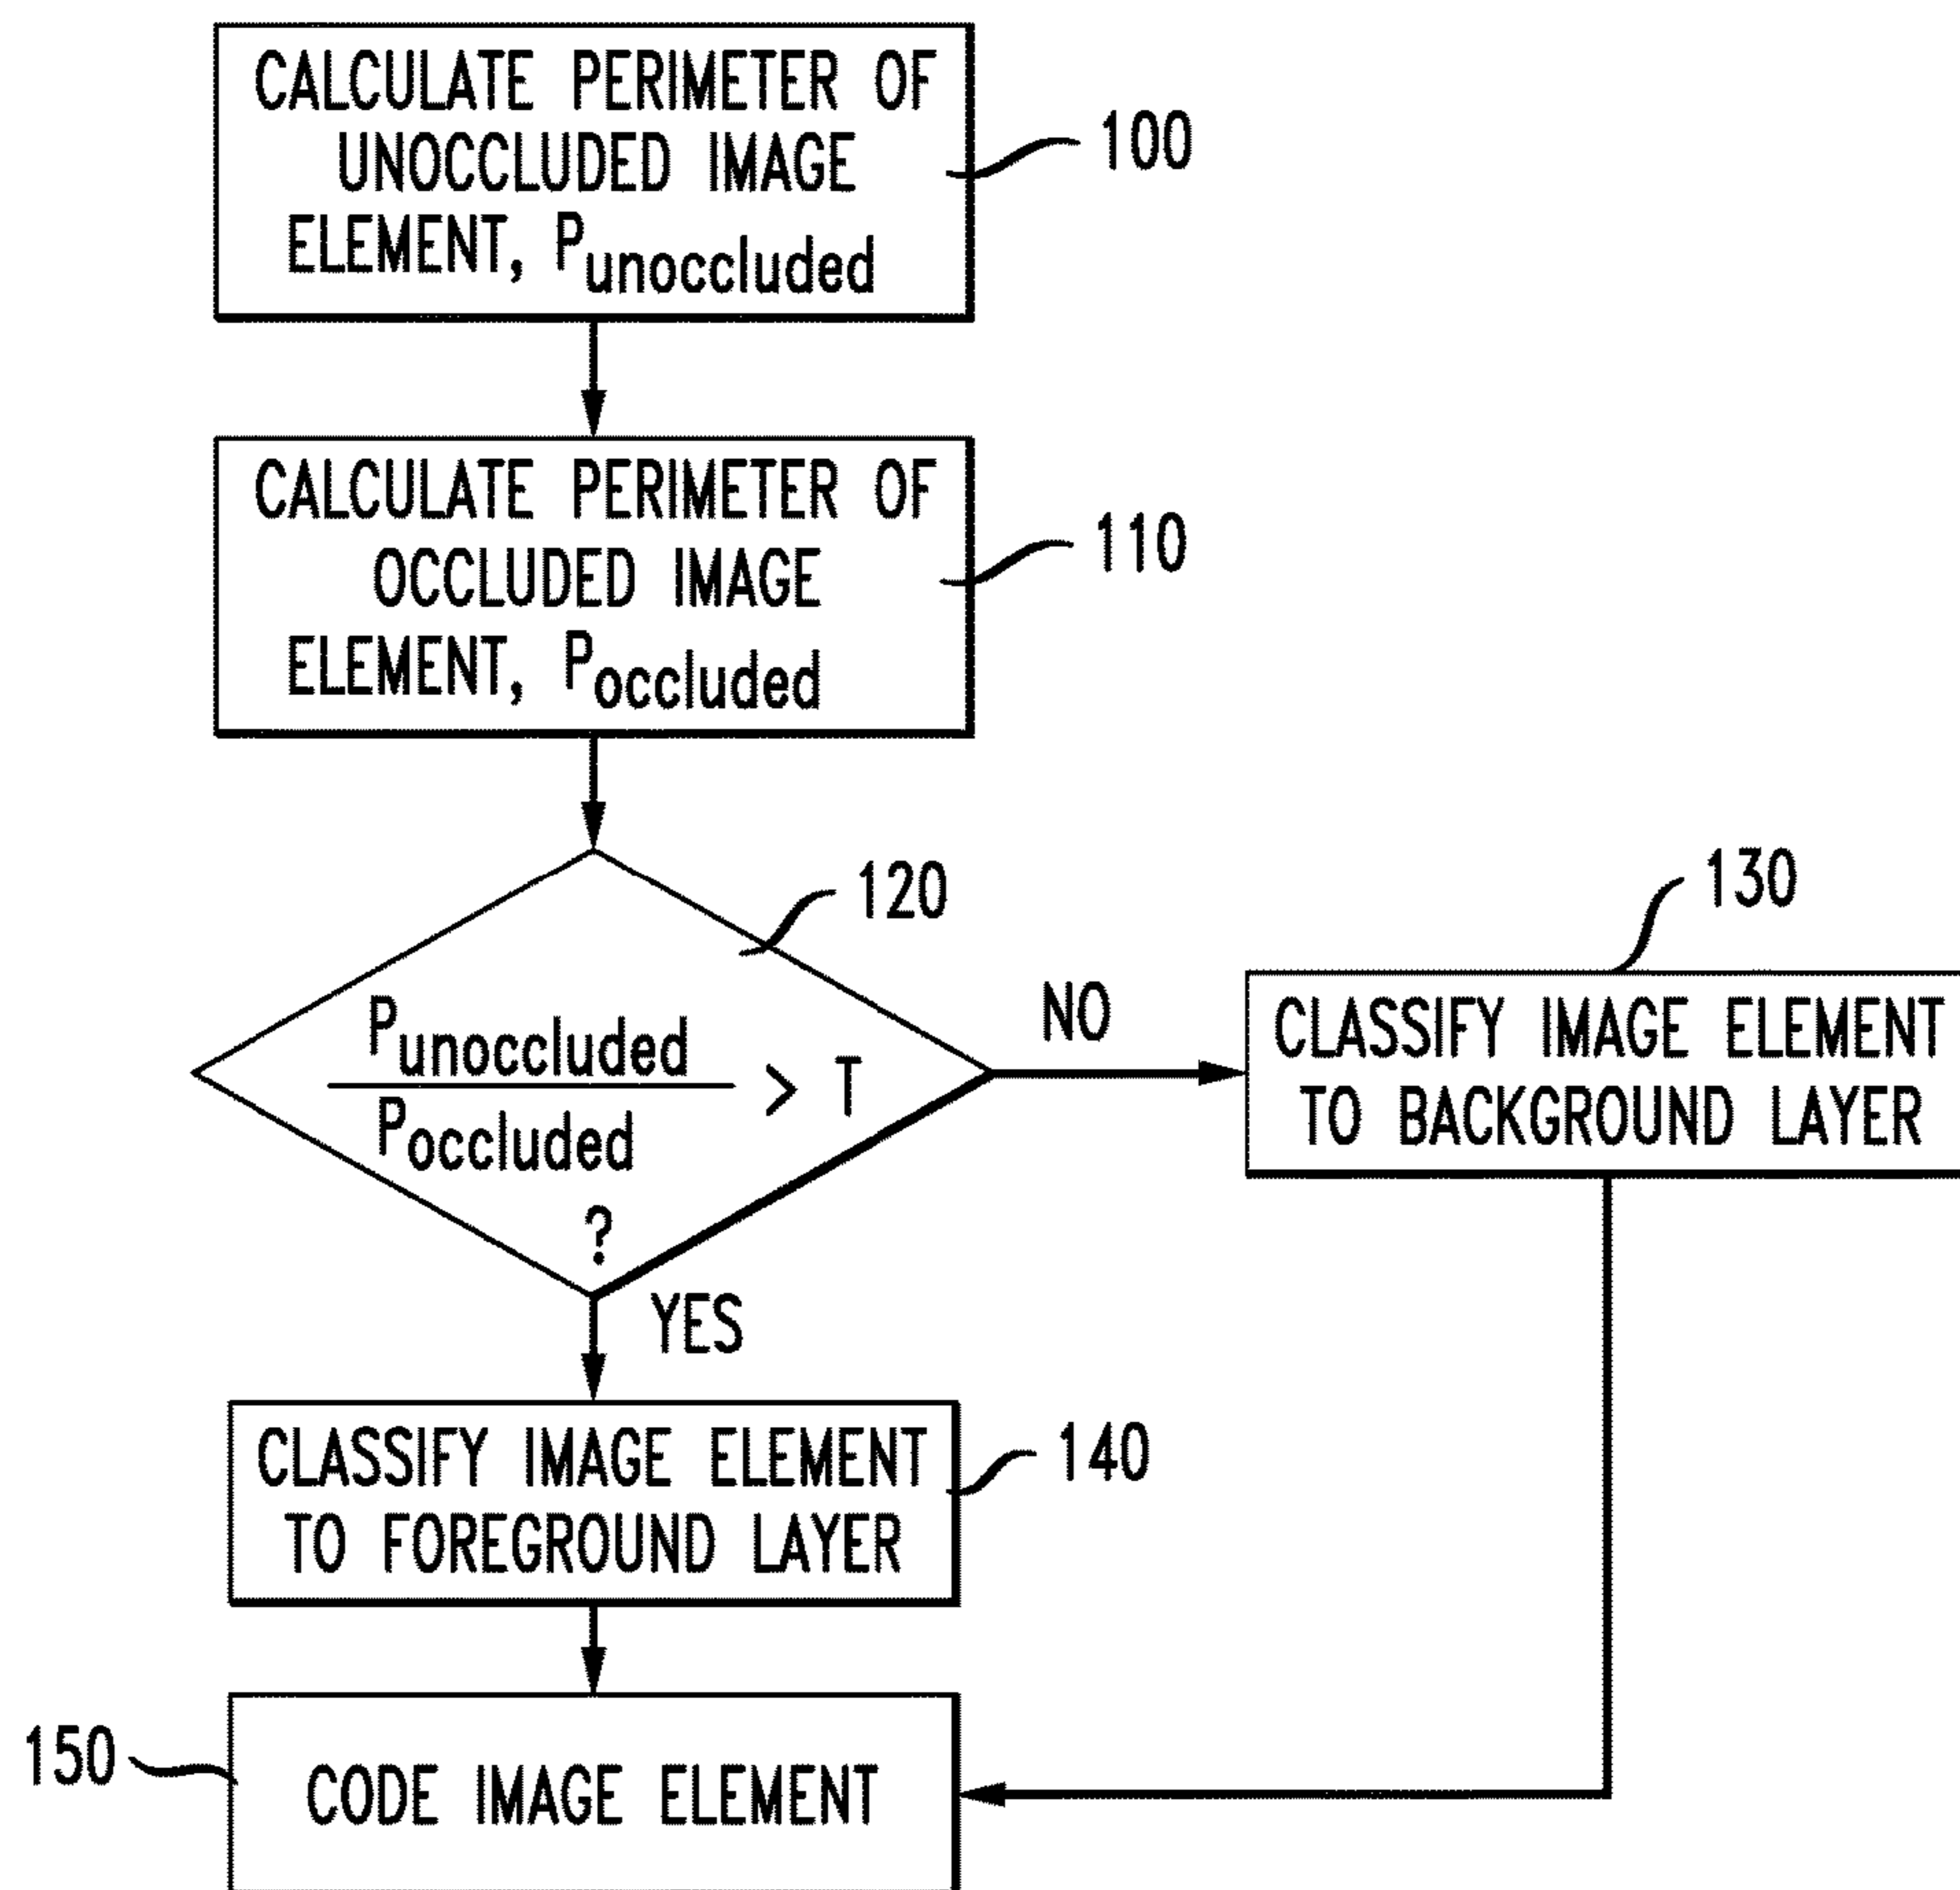 CALCULATE PERIMETER OF
UNOCCLUDED IMAGE
ELEMENT, Punoccluded
100
CALCULATE PERIMETER OF
OCCLUDED IMAGE
ELEMENT, Poccluded
110
120
Punoccluded
Poccluded
> T
?
NO
YES
130
CLASSIFY IMAGE ELEMENT
TO BACKGROUND LAYER
CLASSIFY IMAGE ELEMENT
TO FOREGROUND LAYER
140
150
CODE IMAGE ELEMENT